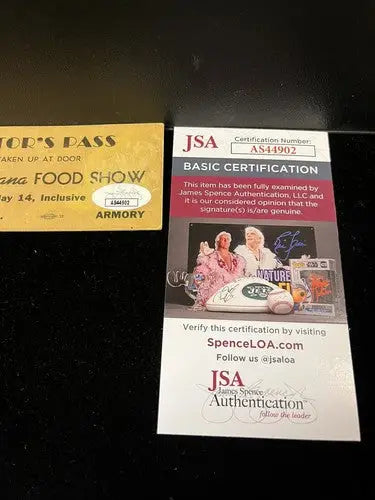 TOR'S PASS
TAKEN UP AT DOOR
ana FOOD SHOW
ay 14, Inclusive
AS44902
ARMORY
JSA
Certification Number:
AS44902
BASIC CERTIFICATION
This item has been fully examined by
James Spence Authentication, LLC and
it is our considered opinion that the
signature(s) is/are genuine.
NATURE
Verify this certification by visiting
SpenceLOA.com
Follow us @jsaloa
JSA
James Spence
Authentication
follow the leader